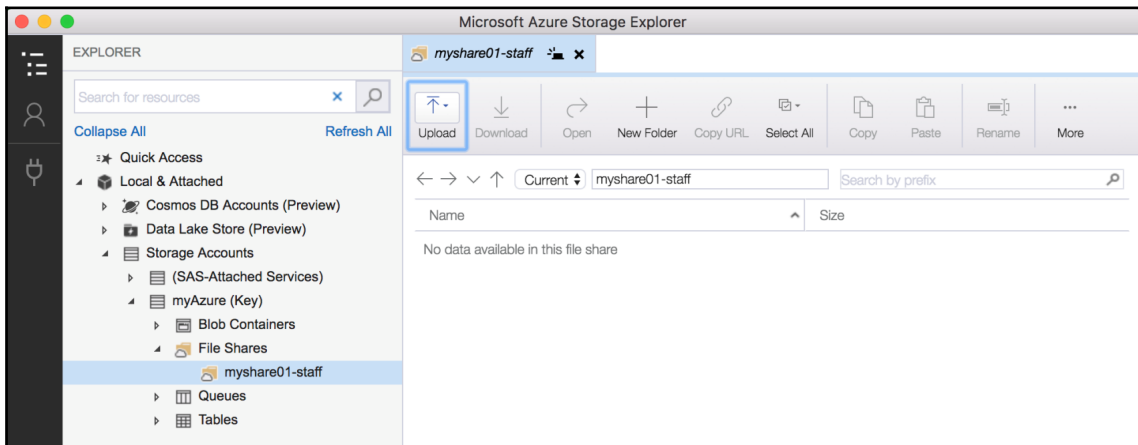 Microsoft Azure Storage Explorer
EXPLORER
Search for resources
Collapse All Refresh All
Quick Access
Local & Attached
Cosmos DB Accounts (Preview)
Data Lake Store (Preview)
Storage Accounts
(SAS-Attached Services)
myAzure (Key)
Blob Containers
File Shares
myshare01-staff
Queues
Tables
myshare01-staff
Upload Download Open New Folder Copy URL Select All Copy Paste Rename More
Current myshare01-staff Search by prefix
Name Size
No data available in this file share